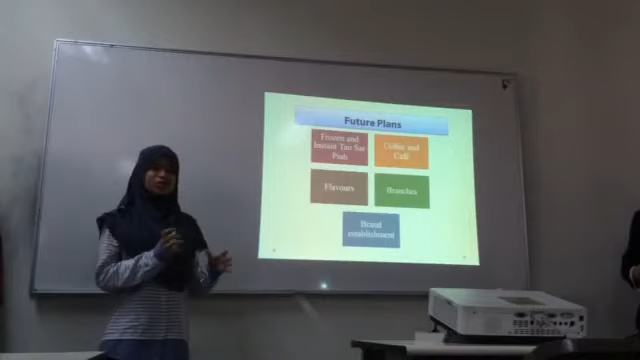 Future Plans
Frozen and
Instant Tau Sar
Piah
Coffee and
Café
Flavours
Branches
Brand
establishment